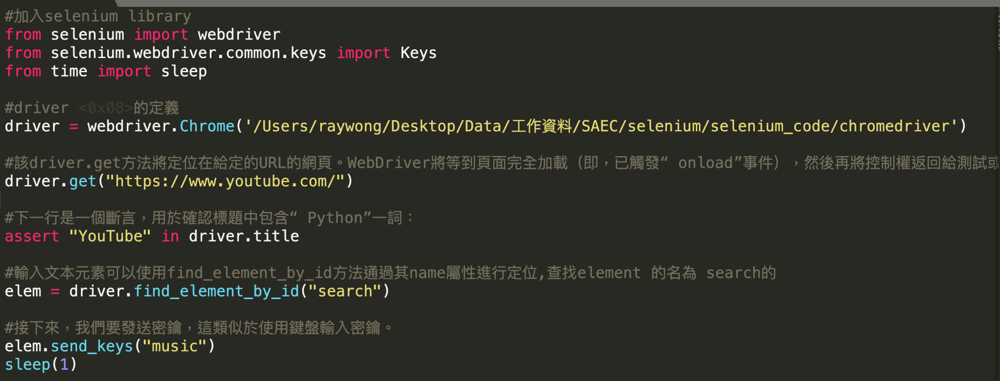 #加入selenium library
from selenium import webdriver
from selenium.webdriver.common.keys import Keys
from time import sleep
#driver <0x08>的定義
driver = webdriver.Chrome('/Users/raywong/Desktop/Data/工作資料/SAEC/selenium/selenium_code/chromedriver')
#該driver.get方法將定位在給定的URL的網頁。WebDriver將等到頁面完全加載（即，已觸發“ onload”事件），然後再將控制權返回給測試或
driver.get("https://www.youtube.com/")
#下一行是一個斷言，用於確認標題中包含“ Python”一詞：
assert "YouTube" in driver.title
#輸入文本元素可以使用find_element_by_id方法通過其name屬性進行定位,查找element 的名為 search的
elem = driver.find_element_by_id("search")
#接下來，我們要發送密鑰，這類似於使用鍵盤輸入密鑰。
elem.send_keys("music")
sleep(1)